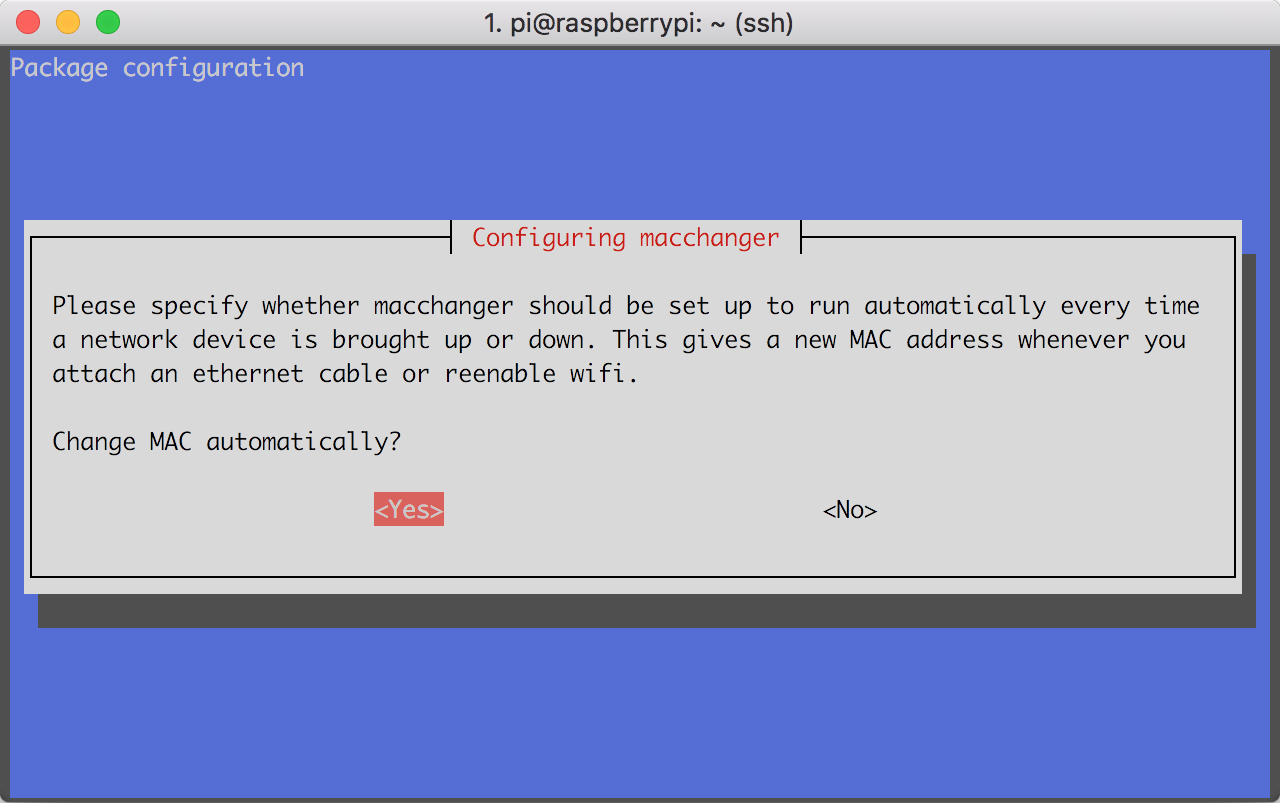 1. pi@raspberrypi: ~ (ssh)
Package configuration
Configuring macchanger
Please specify whether macchanger should be set up to run automatically every time
a network device is brought up or down. This gives a new MAC address whenever you
attach an ethernet cable or reenable wifi.
Change MAC automatically?
<Yes> <No>